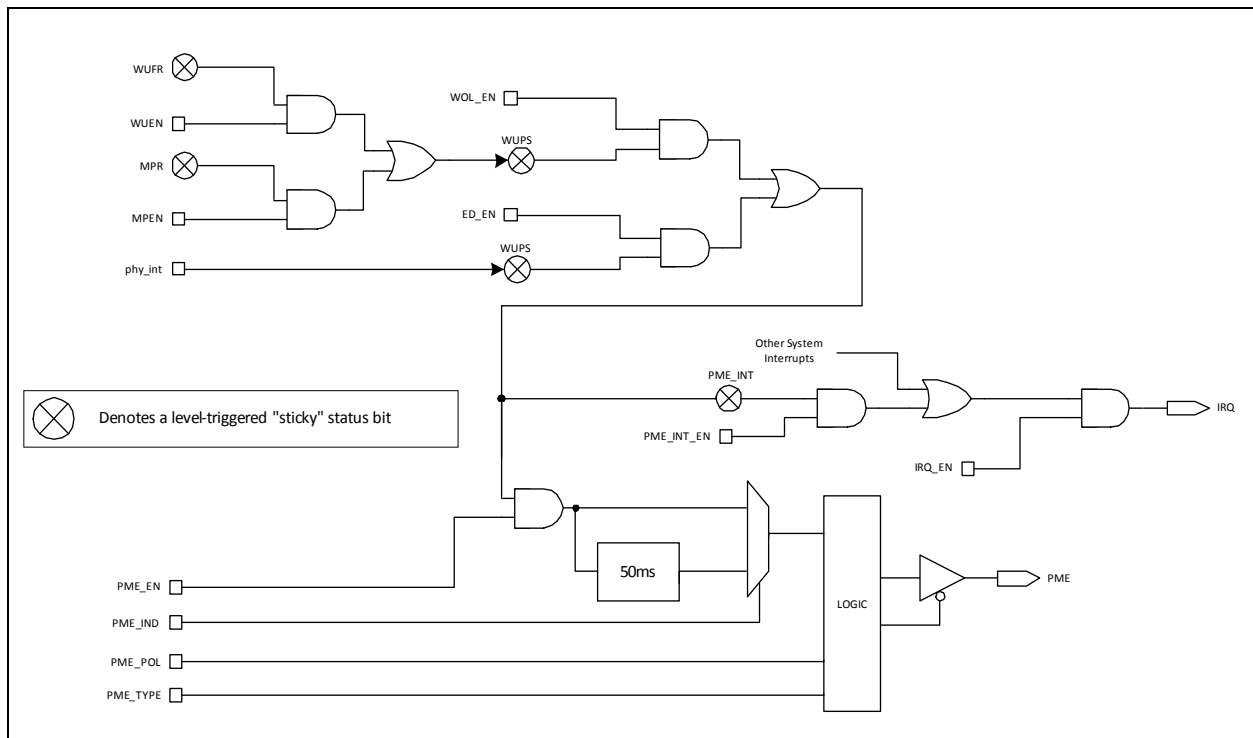 WUFR
WOL_EN
WUEN
WUPS
MPR
MPEN
ED_EN
WUPS
phy_int
Other System
Interrupts
PME_INT
Denotes a level-triggered "sticky" status bit
IRQ
PME_INT_EN
IRQ_EN
50ms
PME_EN
PME
LOGIC
PME_IND
PME_POL
PME_TYPE